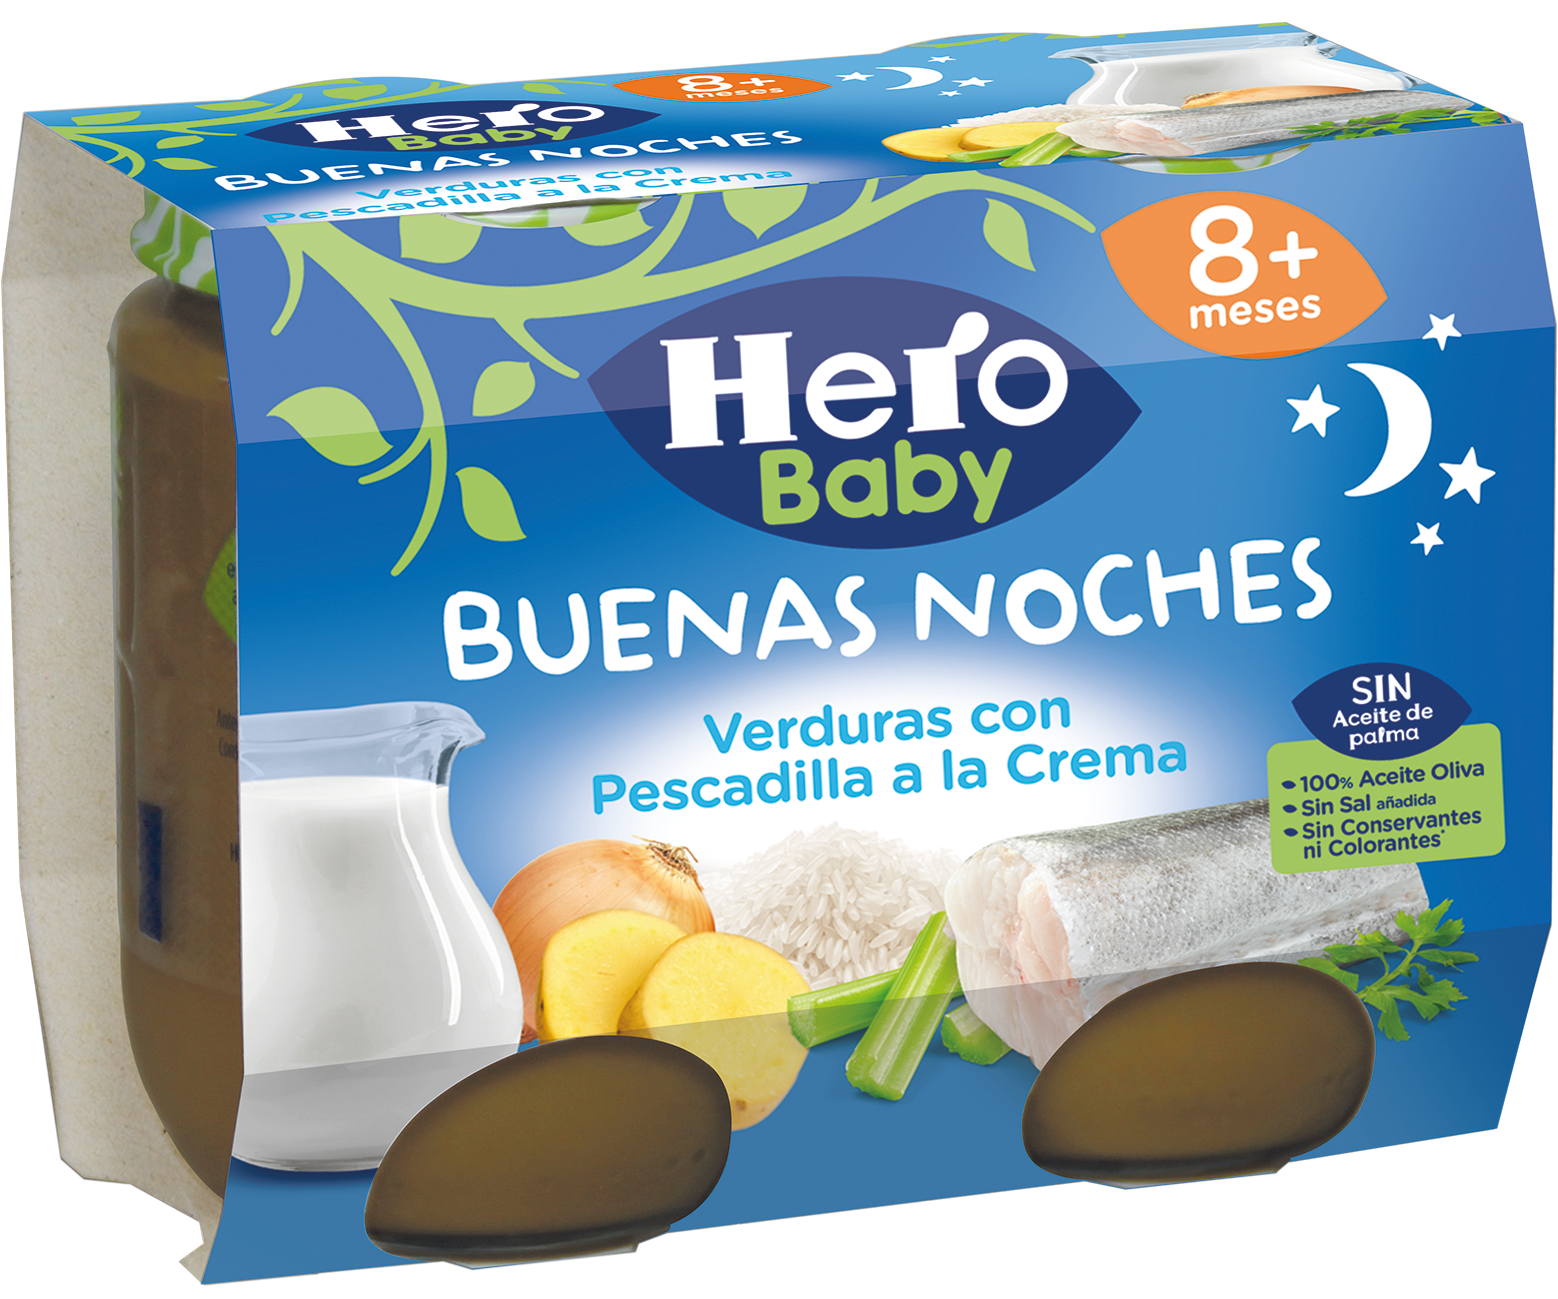 8+
meses
Hero
Baby
BUENAS NOCHES
Verduras con
Pescadilla a la Crema
8+
meses
Hero
Baby
BUENAS NOCHES
Verduras con
Pescadilla a la Crema
SIN
Aceite de
palma
100% Aceite Oliva
Sin Sal añadida
Sin Conservantes
ni Colorantes*